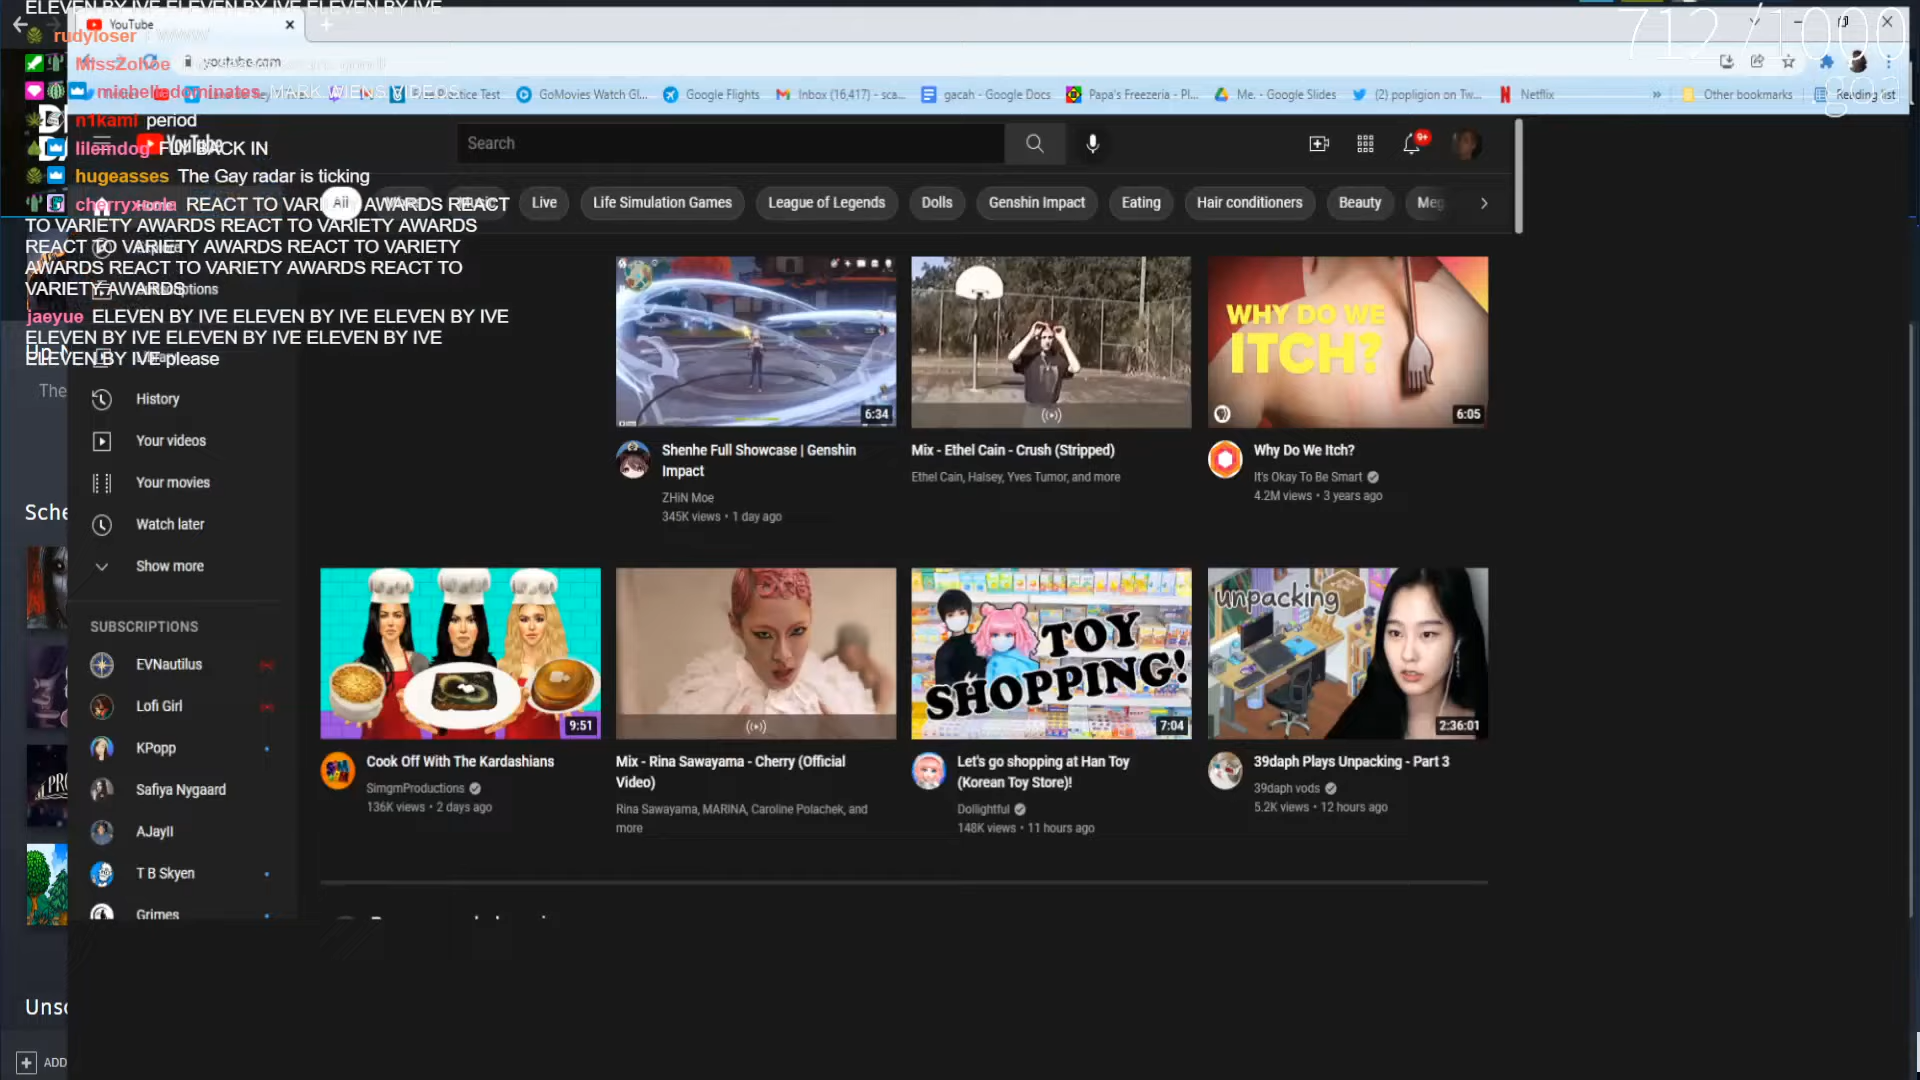 ELEVEN BY IVE ELEVEN BY IVE ELEVEN BY IVE
YouTube
712 /1000
goa
rudyloser : WWW
youtube.com
MissZohoe
micheliadominates MARK WIENS VIDEOS
Practice Test
GoMovies Watch Gl...
Google Flights
Inbox (16,417) - sca...
gacah - Google Docs
Papa's Freezeria - Pl...
Me. - Google Slides
(2) popligion on Tw...
Netflix
»
Other bookmarks
Reading list
n1kami period
YouTube
Search
9+
lilemdog FLY BACK IN
hugeasses The Gay radar is ticking
cherryxcola REACT TO VARIETY AWARDS REACT
TO VARIETY AWARDS REACT TO VARIETY AWARDS
REACT TO VARIETY AWARDS REACT TO VARIETY
AWARDS REACT TO VARIETY AWARDS REACT TO
VARIETY AWARDS
jaeyue ELEVEN BY IVE ELEVEN BY IVE ELEVEN BY IVE
ELEVEN BY IVE ELEVEN BY IVE ELEVEN BY IVE
ELEVEN BY IVE please
All
Live
Life Simulation Games
League of Legends
Dolls
Genshin Impact
Eating
Hair conditioners
Beauty
Meg
Home
Explore
Subscriptions
Library
History
Your videos
Your movies
Watch later
Show more
SUBSCRIPTIONS
EVNautilus
Lofi Girl
KPopp
Safiya Nygaard
AJayII
T B Skyen
Grimes
The
Sche
Unsc
ADD
6:34
Shenhe Full Showcase | Genshin
Impact
ZHiN Moe
345K views • 1 day ago
Mix - Ethel Cain - Crush (Stripped)
Ethel Cain, Halsey, Yves Tumor, and more
WHY DO WE
ITCH?
6:05
Why Do We Itch?
It's Okay To Be Smart
4.2M views • 3 years ago
9:51
Cook Off With The Kardashians
SimgmProductions
136K views • 2 days ago
Mix - Rina Sawayama - Cherry (Official
Video)
Rina Sawayama, MARINA, Caroline Polachek, and
more
TOY
SHOPPING!
7:04
Let's go shopping at Han Toy
(Korean Toy Store)!
Dollightful
148K views • 11 hours ago
unpacking
2:36:01
39daph Plays Unpacking - Part 3
39daph vods
5.2K views • 12 hours ago